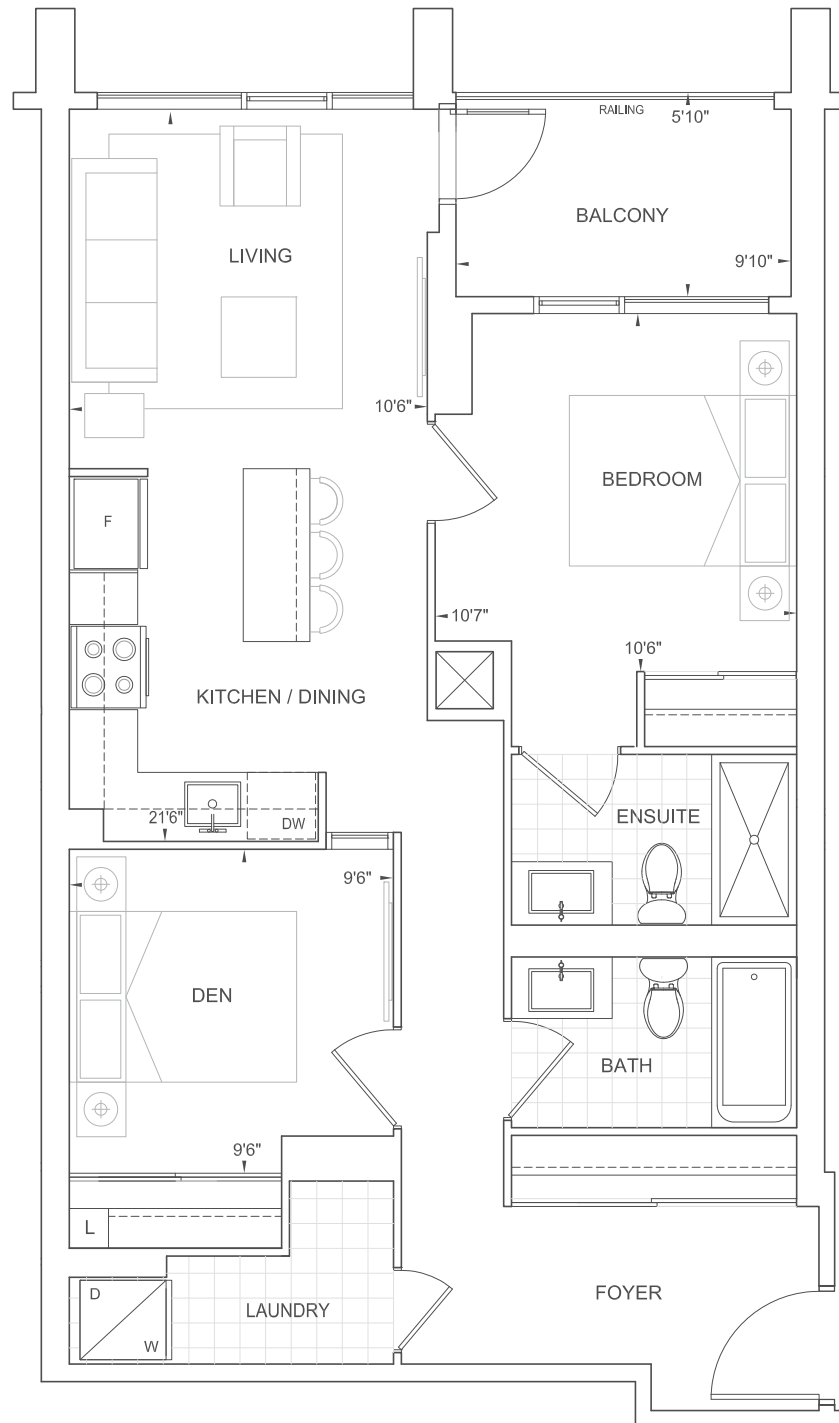 RAILING
5'10"
BALCONY
LIVING
9'10"
10'6"
BEDROOM
F
10'7"
10'6"
KITCHEN / DINING
ENSUITE
21'6"
DW
9'6"
DEN
BATH
9'6"
L
D
W
LAUNDRY
FOYER